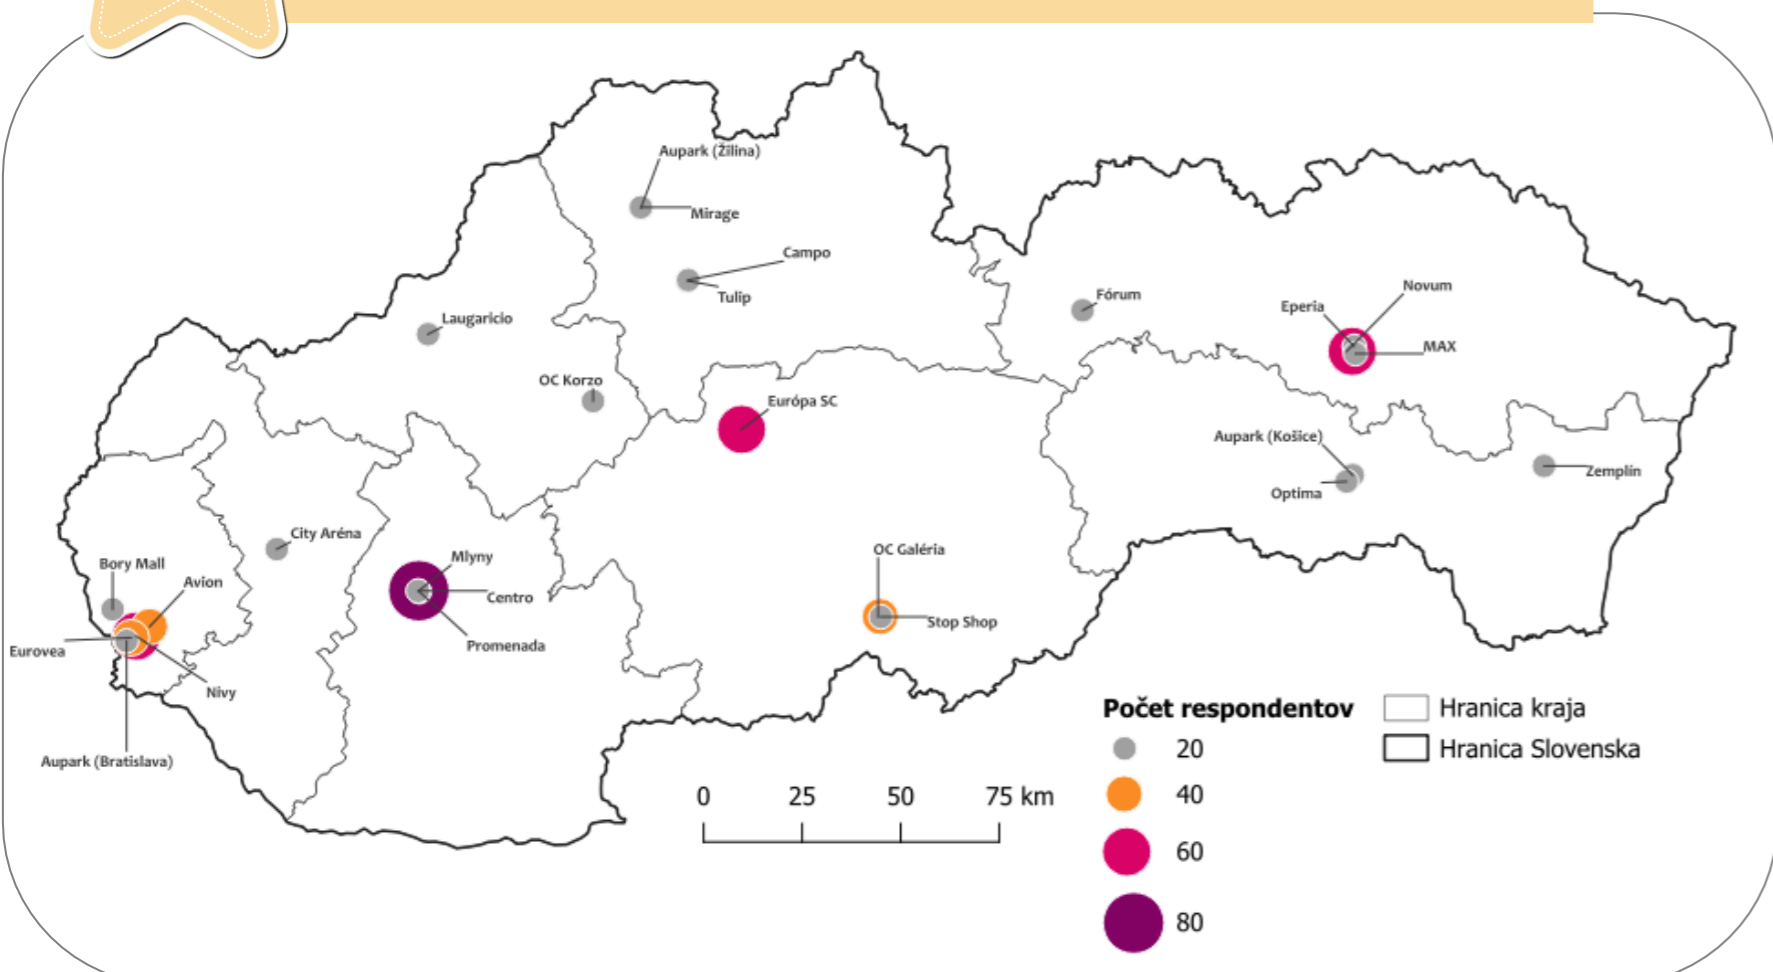 Aupark (Žilina)
Mirage
Campo
Tulip
Fórum
Novum
Eperia
MAX
Laugaricio
OC Korzo
Európa SC
Aupark (Košice)
Optima
Zemplín
City Aréna
Bory Mall
Avion
Mlyny
Centro
Promenada
OC Galéria
Stop Shop
Eurovea
Nivy
Aupark (Bratislava)
0 25 50 75 km
Počet respondentov
20
40
60
80
Hranica kraja
Hranica Slovenska